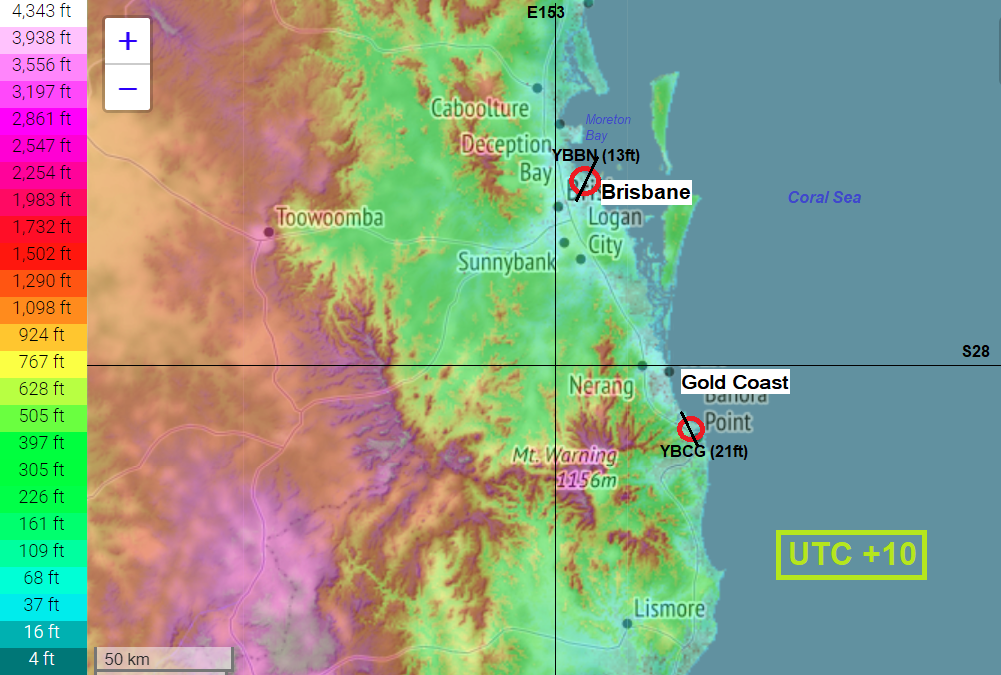 4,343 ft
3,938 ft
3,556 ft
3,197 ft
2,861 ft
2,547 ft
2,254 ft
1,983 ft
1,732 ft
1,502 ft
1,290 ft
1,098 ft
924 ft
767 ft
628 ft
505 ft
397 ft
305 ft
226 ft
161 ft
109 ft
68 ft
37 ft
16 ft
4 ft
+
−
E153
Caboolture
Moreton
Bay
Deception
Bay
YBBN (13ft)
Brisbane
Coral Sea
Toowoomba
Logan
City
Sunnybank
S28
Nerang
Gold Coast
Banora
Point
YBCG (21ft)
Mt. Warning
1156m
UTC +10
Lismore
50 km